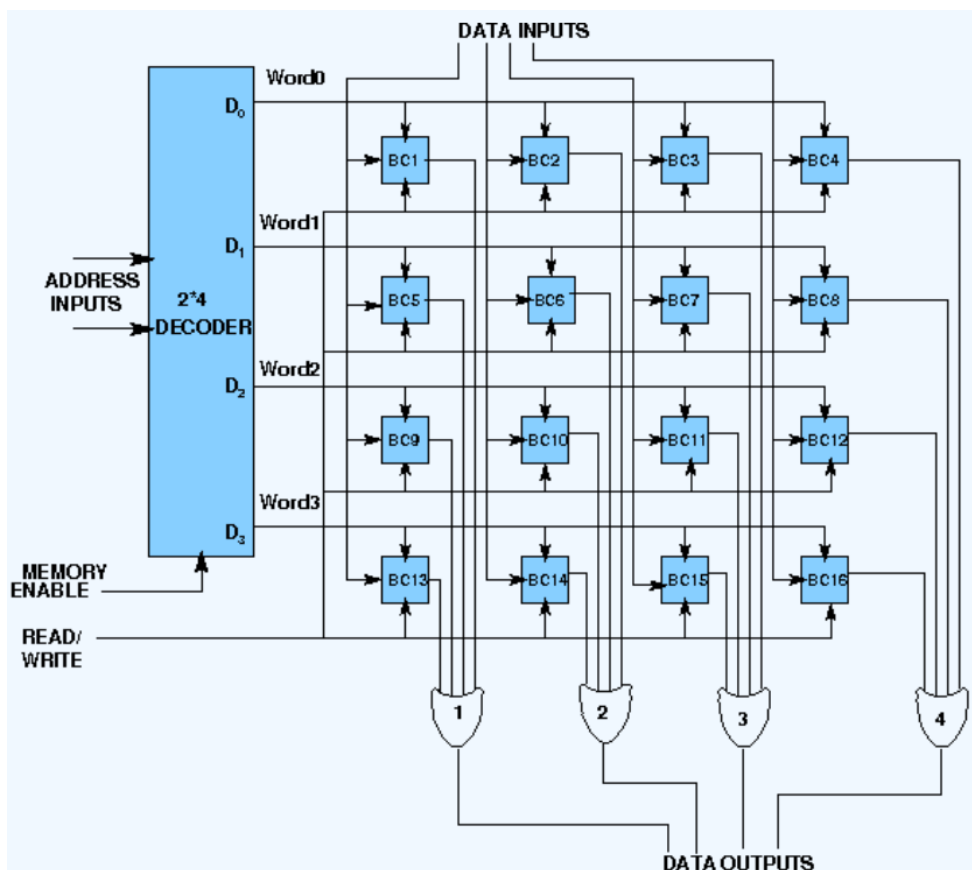 DATA INPUTS
Word0
D0
BC1 BC2 BC3 BC4
Word1
D1
ADDRESS
INPUTS
2*4
DECODER
BC5 BC6 BC7 BC8
Word2
D2
BC9 BC10 BC11 BC12
Word3
D3
MEMORY
ENABLE
BC13 BC14 BC15 BC16
READ/
WRITE
1 2 3 4
DATA OUTPUTS